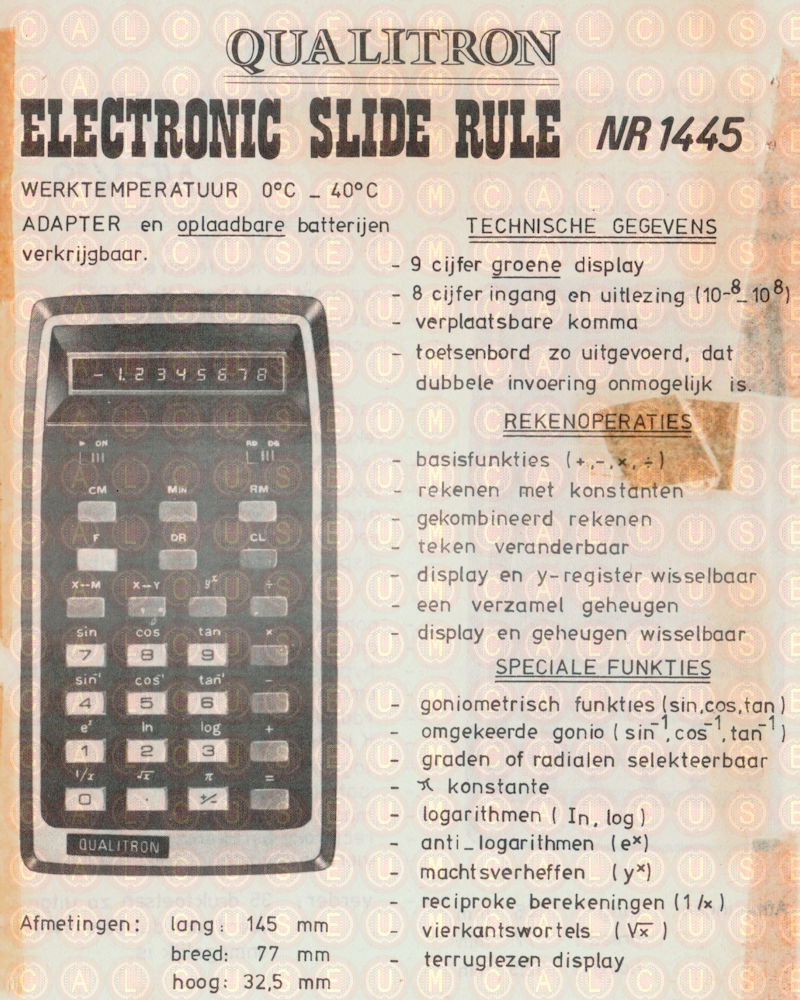 QUALITRON
ELECTRONIC SLIDE RULE NR 1445
WERKTEMPERATUUR 0°C _ 40°C
ADAPTER en oplaadbare batterijen
verkrijgbaar.
TECHNISCHE GEGEVENS
- 9 cijfer groene display
- 8 cijfer ingang en uitlezing (10-⁸_10⁸)
- verplaatsbare komma
- toetsenbord zo uitgevoerd, dat
dubbele invoering onmogelijk is.
REKENOPERATIES
- basisfunkties (+,-,×,÷)
- rekenen met konstanten
- gekombineerd rekenen
- teken veranderbaar
- display en y-register wisselbaar
- een verzamel geheugen
- display en geheugen wisselbaar
SPECIALE FUNKTIES
- goniometrisch funkties (sin,cos,tan)
- omgekeerde gonio (sin⁻¹,cos⁻¹,tan⁻¹)
- graden of radialen selekteerbaar
- π konstante
- logarithmen ( In, log )
- anti_logarithmen (eˣ)
- machtsverheffen (yˣ)
- reciproke berekeningen (1/x)
- vierkantswortels (√x)
- terruglezen display
- 1.2345678
ON RD DG
CM MIN RM
F DR CL
X↔M X↔Y yˣ ÷
sin cos tan ×
7 8 9
sin⁻¹ cos⁻¹ tan⁻¹ -
4 5 6
eˣ ln log +
1 2 3
1/x √x π =
0 . +/-
QUALITRON
Afmetingen: lang: 145 mm
breed: 77 mm
hoog: 32,5 mm
CALCUSEUM